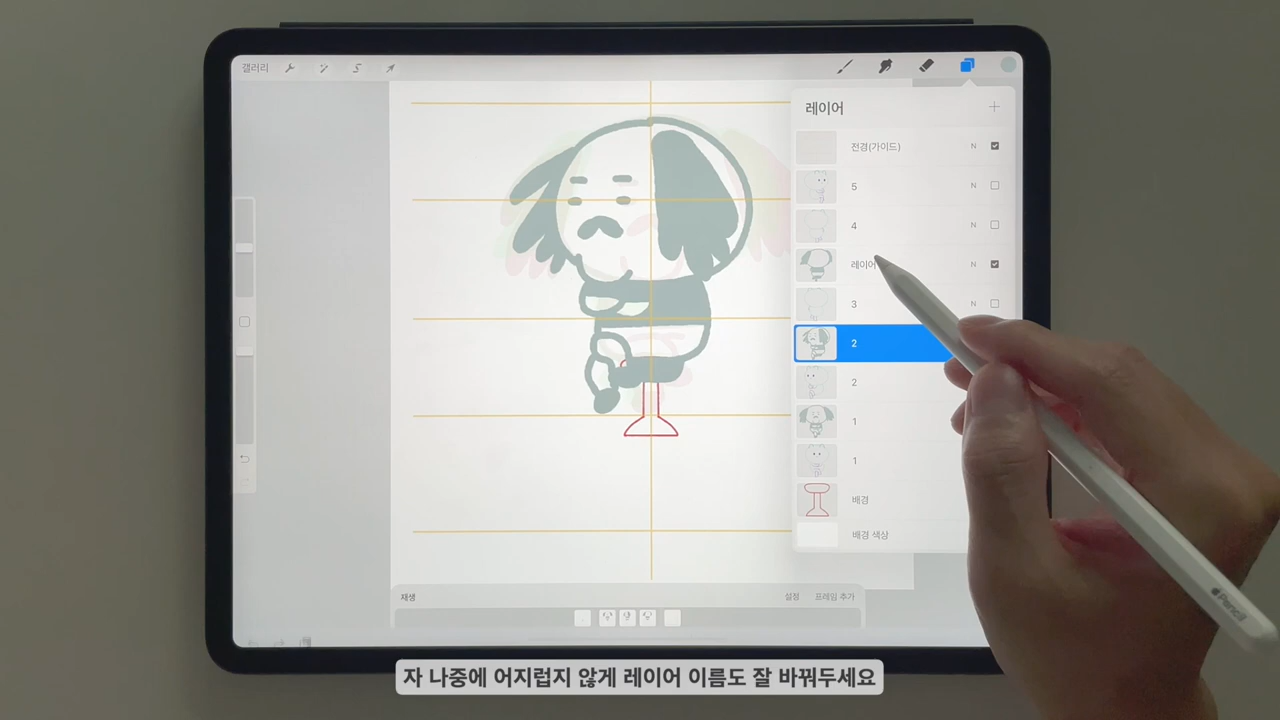 갤러리
레이어
전경(가이드) N
5 N
4 N
레이어 N
3 N
2
2
1
1
배경
배경 색상
재생 설정 프레임 추가
Pencil
자 나중에 어지럽지 않게 레이어 이름도 잘 바꿔두세요